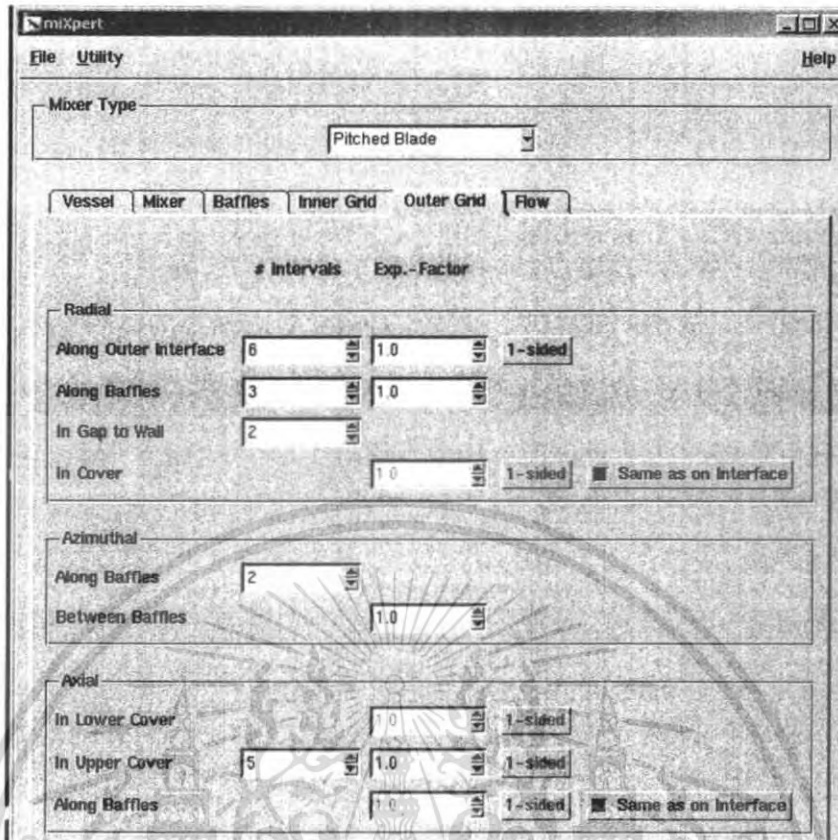 miXpert
File Utility Help
Mixer Type
Pitched Blade
Vessel Mixer Baffles Inner Grid Outer Grid Flow
# Intervals Exp.-Factor
Radial
Along Outer Interface 6 1.0 1-sided
Along Baffles 3 1.0
In Gap to Wall 2
In Cover 1.0 1-sided Same as on Interface
Azimuthal
Along Baffles 2
Between Baffles 1.0
Axial
In Lower Cover 1.0 1-sided
In Upper Cover 5 1.0 1-sided
Along Baffles 1.0 1-sided Same as on Interface